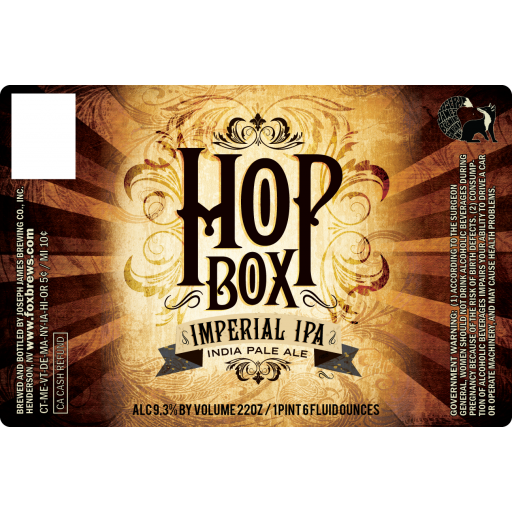 HOP
BOX
IMPERIAL IPA
INDIA PALE ALE
ALC 9.3% BY VOLUME 22OZ / 1 PINT 6 FLUID OUNCES
BREWED AND BOTTLED BY JOSEPH JAMES BREWING CO., INC.
HENDERSON, NV www.foxbrews.com
CT-ME-VT-DE-MA-NY-IA-HI-OR 5¢ / MI 10¢
CA CASH REFUND
GOVERNMENT WARNING: (1) ACCORDING TO THE SURGEON
GENERAL, WOMEN SHOULD NOT DRINK ALCOHOLIC BEVERAGES DURING
PREGNANCY BECAUSE OF THE RISK OF BIRTH DEFECTS. (2) CONSUMP-
TION OF ALCOHOLIC BEVERAGES IMPAIRS YOUR ABILITY TO DRIVE A CAR
OR OPERATE MACHINERY, AND MAY CAUSE HEALTH PROBLEMS.